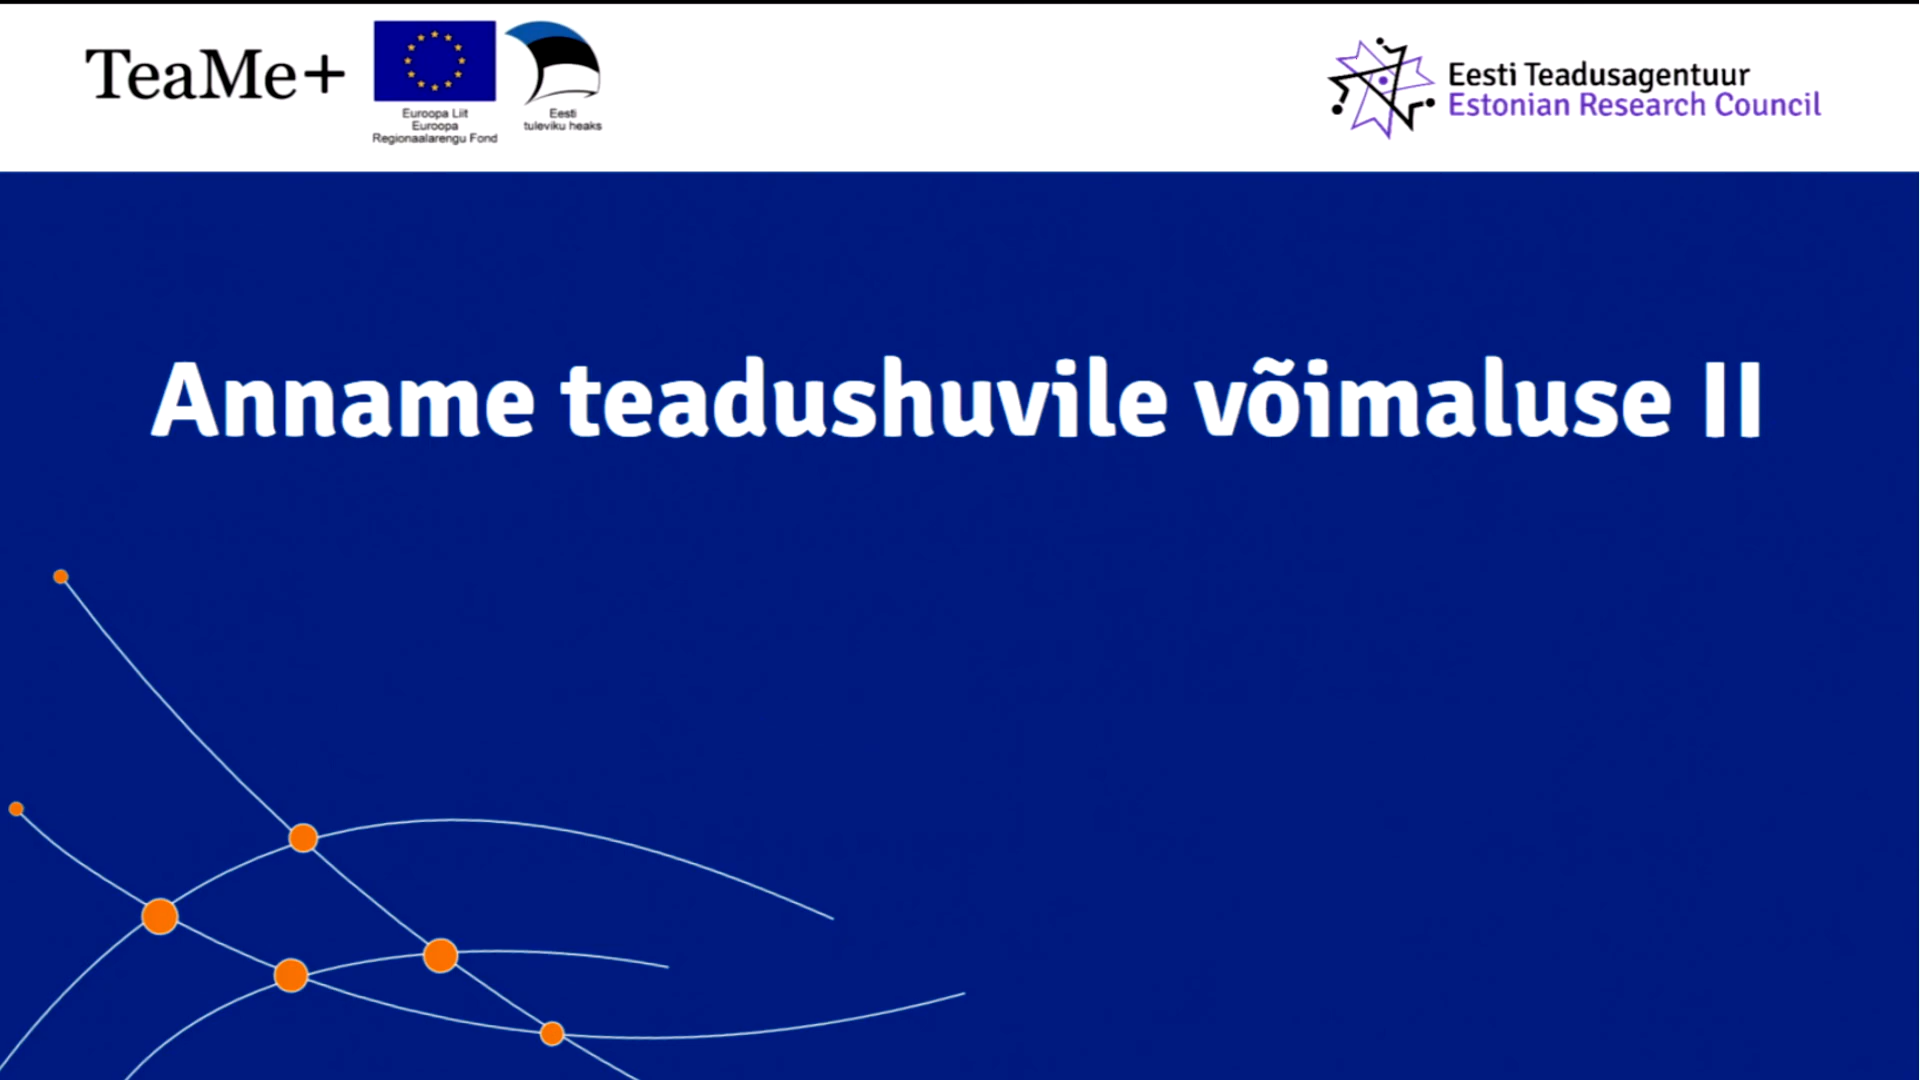 TeaMe+
Euroopa Liit
Euroopa
Regionaalarengu Fond
Eesti
tuleviku heaks
Eesti Teadusagentuur
Estonian Research Council
Anname teadushuvile võimaluse II